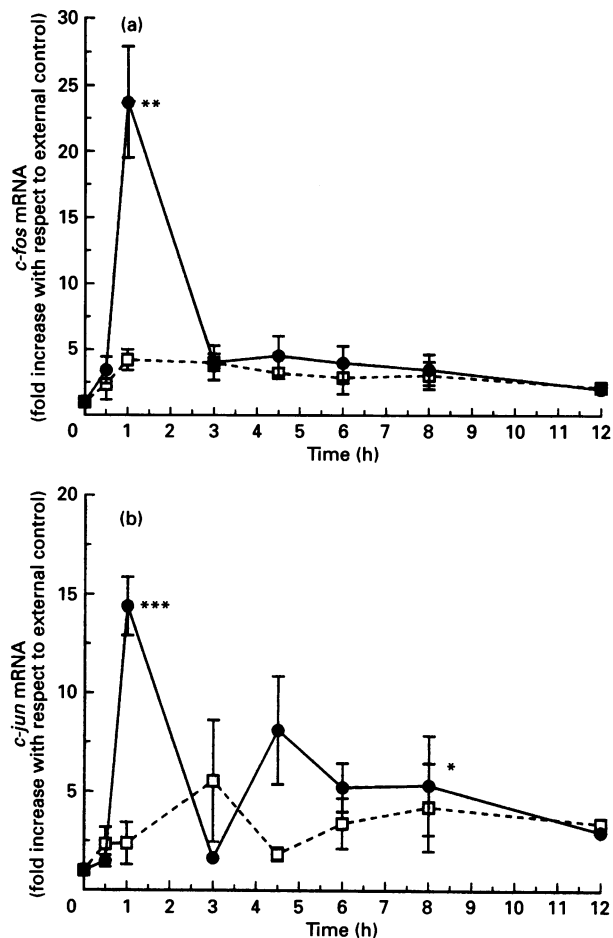 (a)
c-fos mRNA
(fold increase with respect to external control)
30
25
20
15
10
5
**
0 1 2 3 4 5 6 7 8 9 10 11 12
Time (h)
(b)
c-jun mRNA
(fold increase with respect to external control)
20
15
10
5
***
*
0 1 2 3 4 5 6 7 8 9 10 11 12
Time (h)